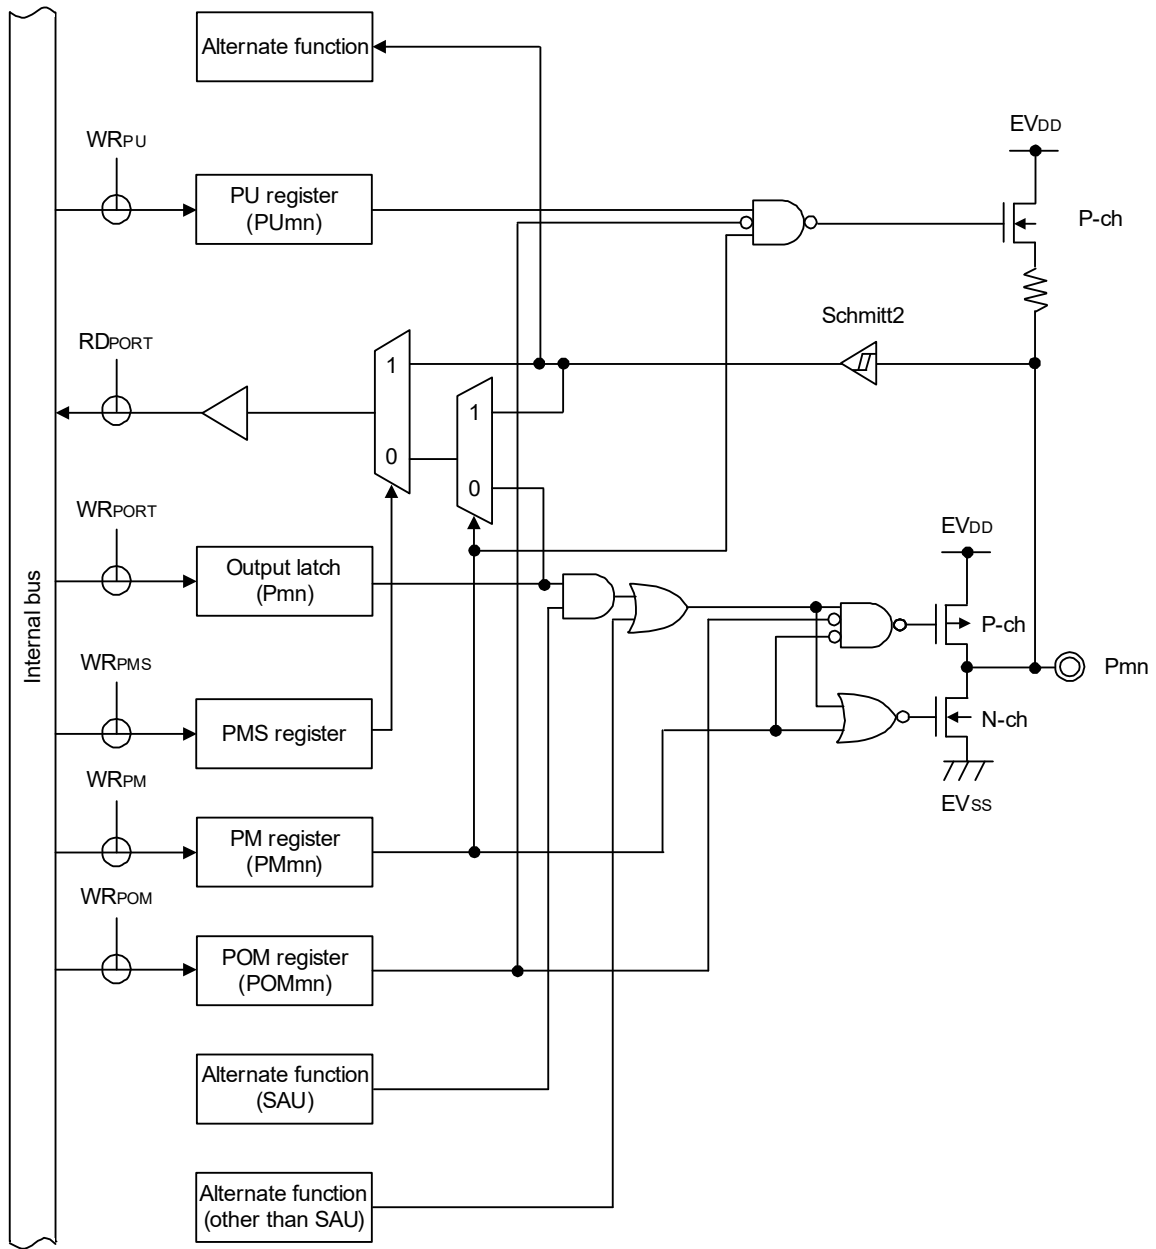 Alternate function
EVDD
WRPU
PU register
(PUmn)
P-ch
Schmitt2
RDPORT
1
1
0
0
WRPORT
EVDD
Output latch
(Pmn)
P-ch
Internal bus
WRPMS
Pmn
PMS register
N-ch
WRPM
EVSS
PM register
(PMmn)
WRPOM
POM register
(POMmn)
Alternate function
(SAU)
Alternate function
(other than SAU)